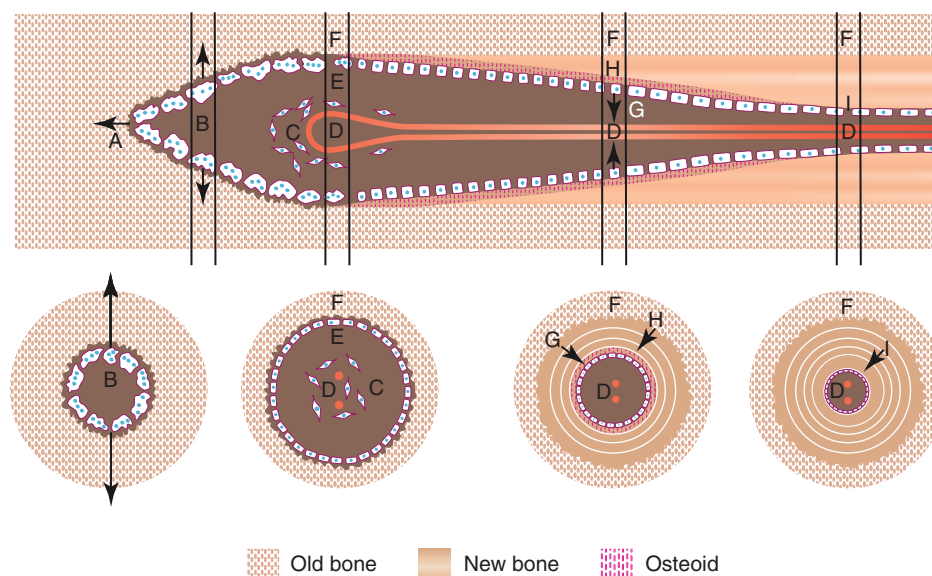 F F F
E H
B C D G I
A D D
F F
F F H
E G I
B
D C D D
Old bone New bone Osteoid